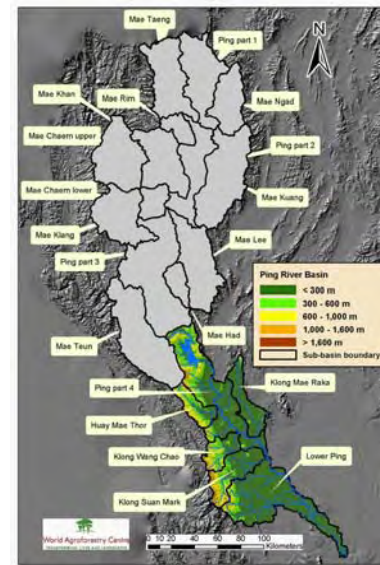 Mae Taeng
Ping part 1
Mae Khan
Mae Rim
N
Mae Ngad
Mae Chaem upper
Ping part 2
Mae Chaem lower
Mae Kuang
Mae Klang
Mae Lee
Ping part 3
Ping River Basin
< 300 m
300 - 600 m
600 - 1,000 m
1,000 - 1,600 m
> 1,600 m
Sub-basin boundary
Mae Had
Mae Teun
Klong Mae Raka
Ping part 4
Huay Mae Thor
Klong Wang Chao
Lower Ping
Klong Suan Mark
World Agroforestry Centre
0 10 20 40 60 80 100
Kilometers